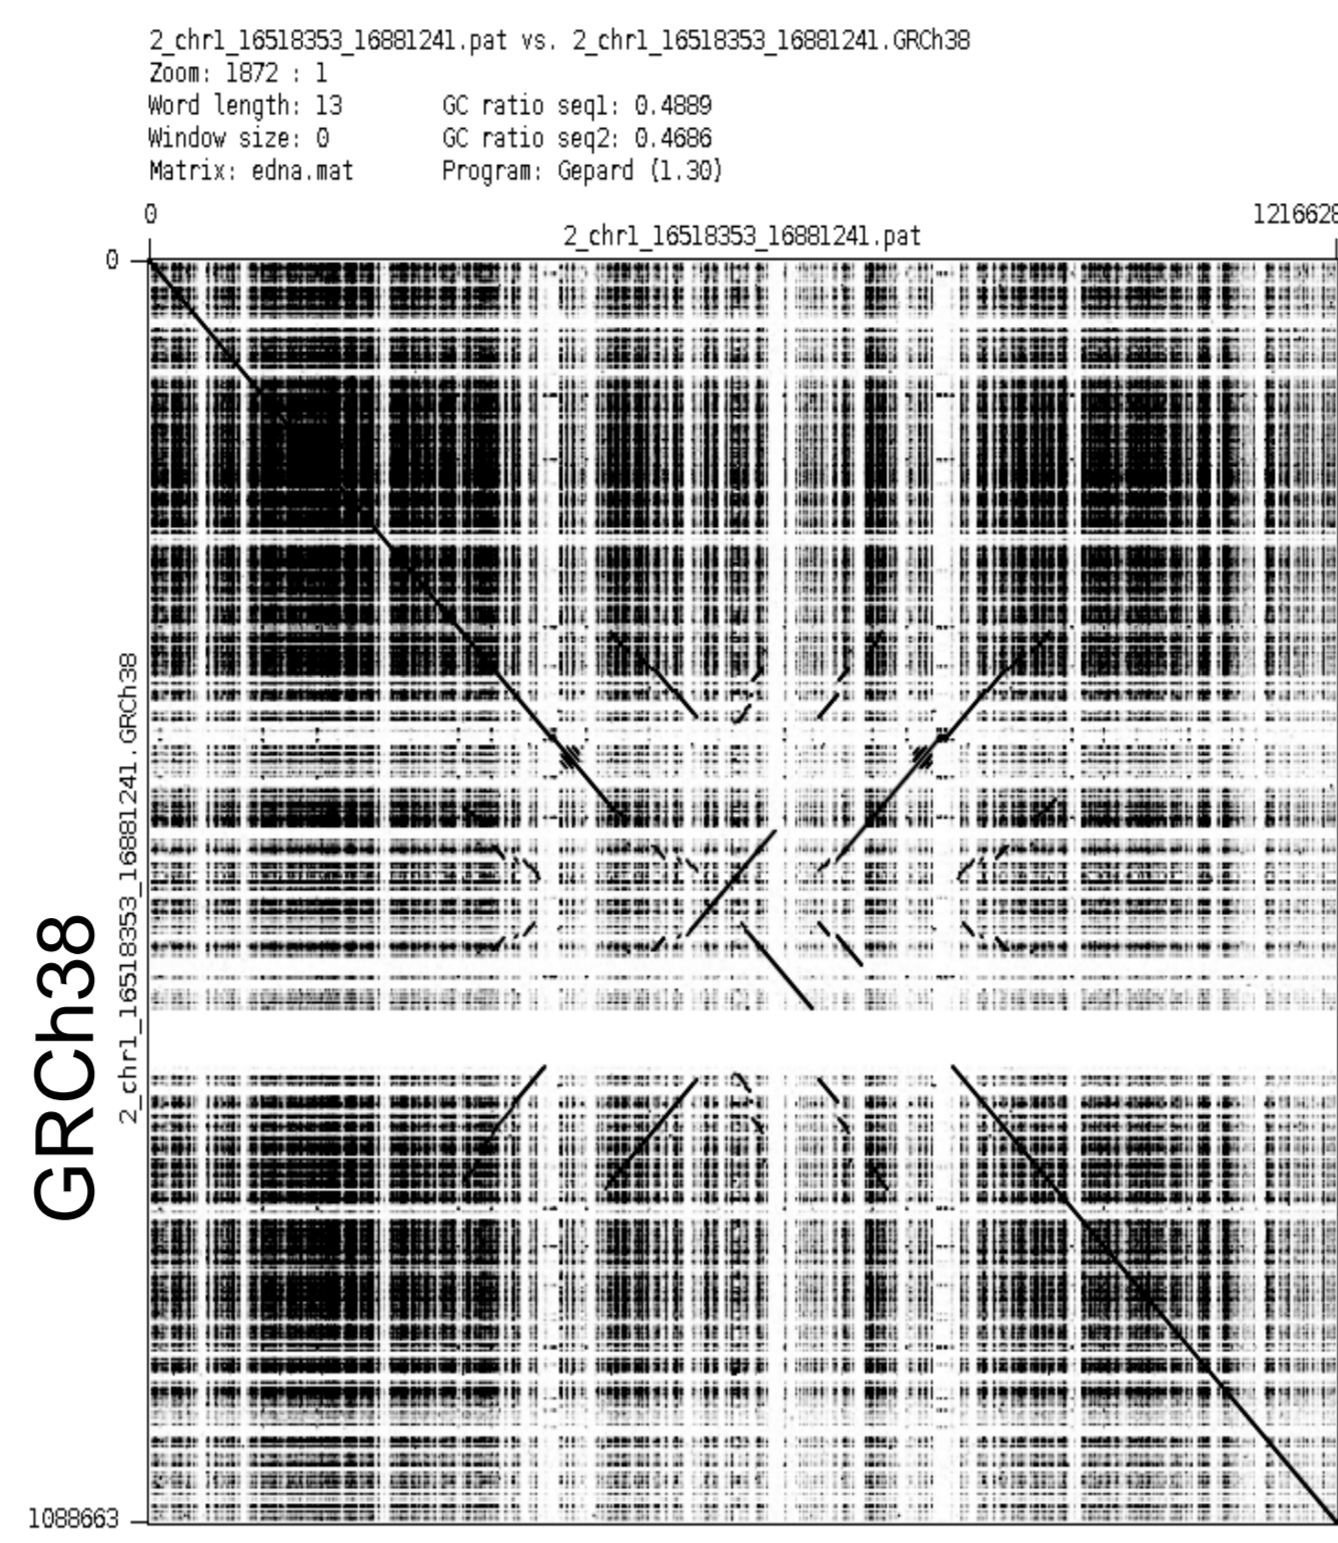 2_chr1_16518353_16881241.pat vs. 2_chr1_16518353_16881241.GRCh38
Zoom: 1872 : 1
Word length: 13 GC ratio seq1: 0.4889
Window size: 0 GC ratio seq2: 0.4686
Matrix: edna.mat Program: Gepard (1.30)
0 1216628
2_chr1_16518353_16881241.pat
0
2_chr1_16518353_16881241.GRCh38
GRCh38
1088663